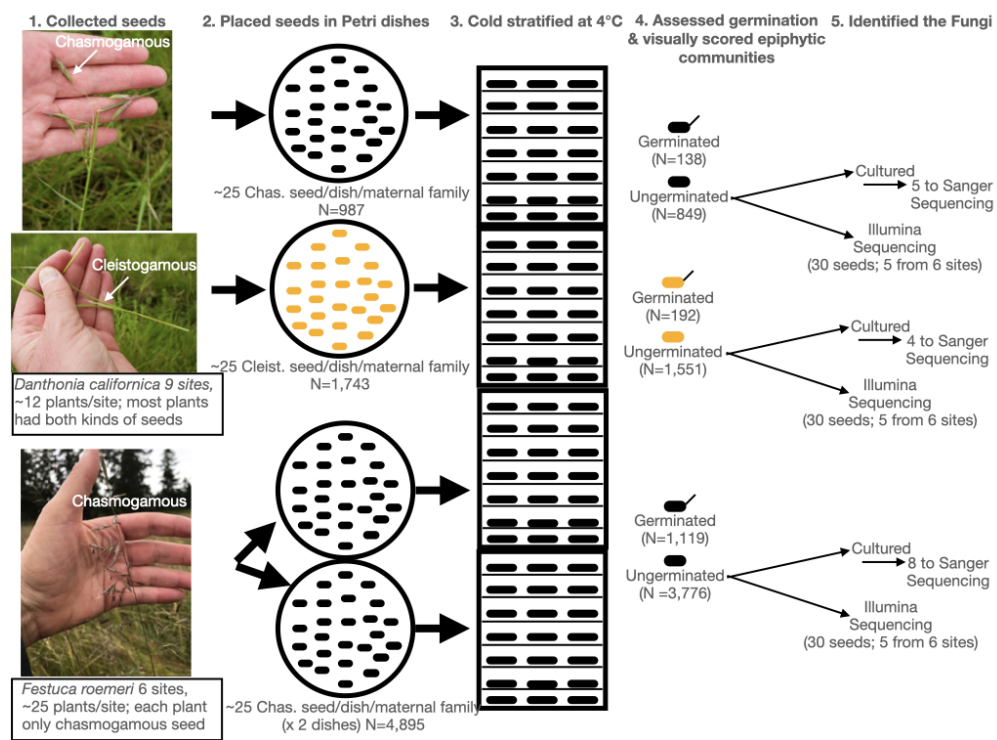 1. Collected seeds
2. Placed seeds in Petri dishes
3. Cold stratified at 4°C
4. Assessed germination
& visually scored epiphytic
communities
5. Identified the Fungi
Chasmogamous
~25 Chas. seed/dish/maternal family
N=987
Germinated
(N=138)
Ungerminated
(N=849)
Cultured
5 to Sanger
Sequencing
Illumina
Sequencing
(30 seeds; 5 from 6 sites)
Cleistogamous
Danthonia californica 9 sites,
~12 plants/site; most plants
had both kinds of seeds
~25 Cleist. seed/dish/maternal family
N=1,743
Germinated
(N=192)
Ungerminated
(N=1,551)
Cultured
4 to Sanger
Sequencing
Illumina
Sequencing
(30 seeds; 5 from 6 sites)
Chasmogamous
Festuca roemeri 6 sites,
~25 plants/site; each plant
only chasmogamous seed
~25 Chas. seed/dish/maternal family
(x 2 dishes) N=4,895
Germinated
(N=1,119)
Ungerminated
(N =3,776)
Cultured
8 to Sanger
Sequencing
Illumina
Sequencing
(30 seeds; 5 from 6 sites)